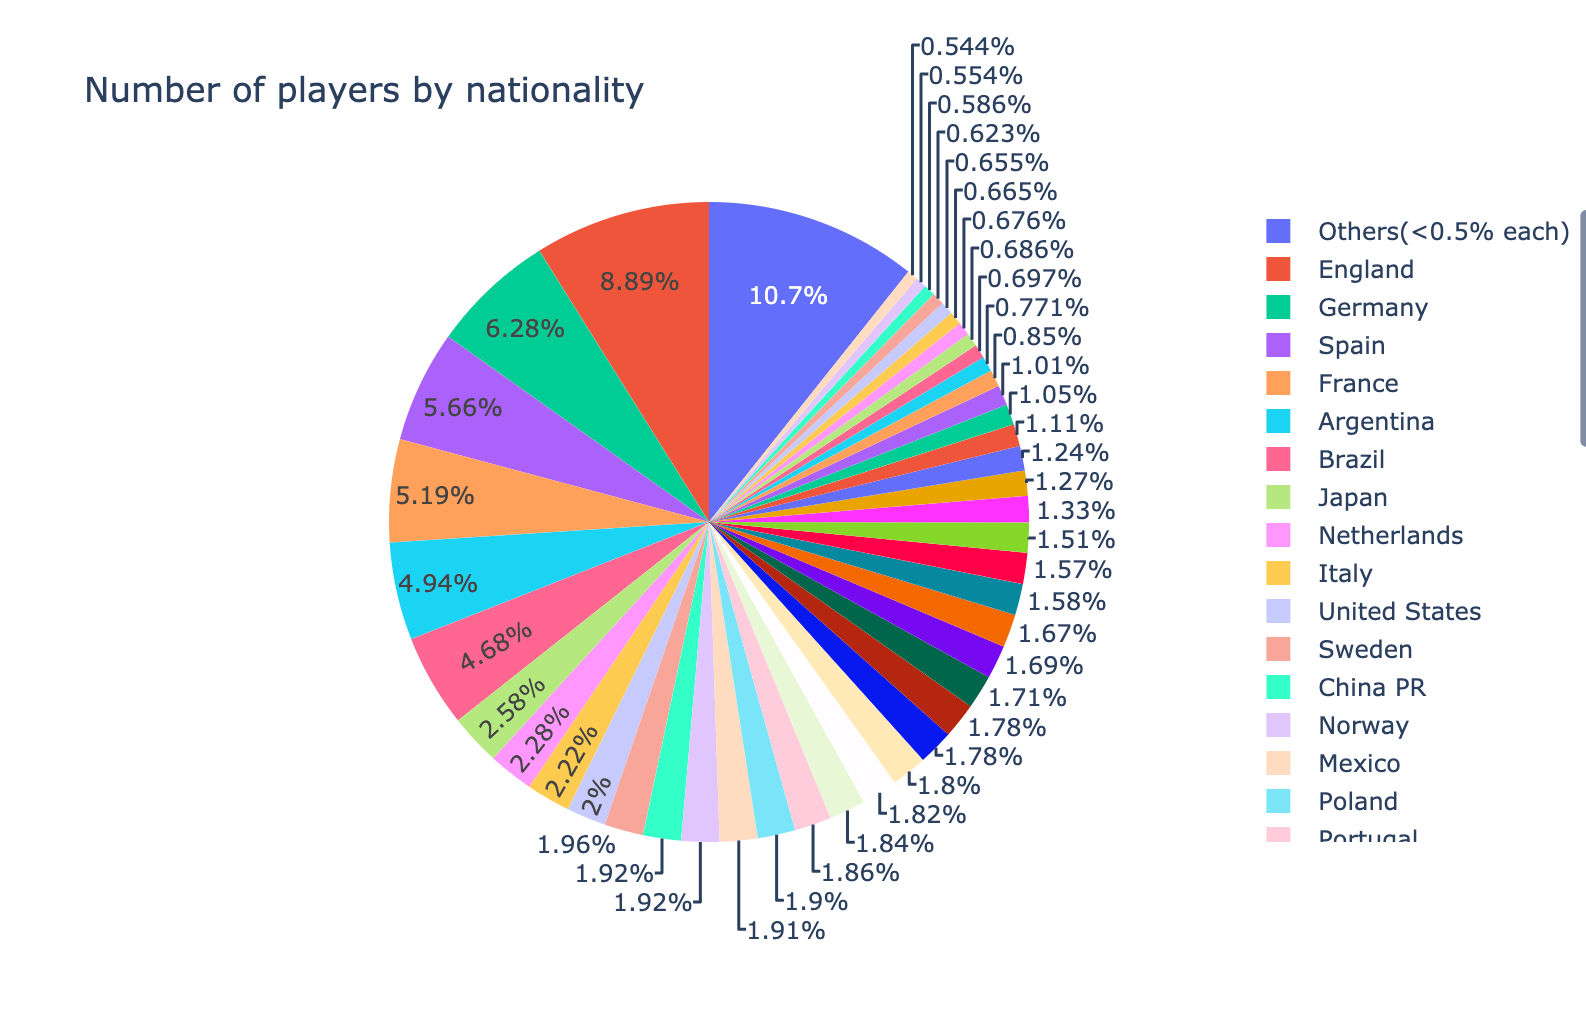 Number of players by nationality
0.544%
0.554%
0.586%
0.623%
0.655%
0.665%
0.676%
0.686%
0.697%
0.771%
0.85%
1.01%
1.05%
1.11%
1.24%
1.27%
1.33%
1.51%
1.57%
1.58%
1.67%
1.69%
1.71%
1.78%
1.78%
1.8%
1.82%
1.84%
1.86%
1.9%
1.91%
1.92%
1.92%
1.96%
2%
2.22%
2.28%
2.58%
4.68%
4.94%
5.19%
5.66%
6.28%
8.89%
10.7%
Others(<0.5% each)
England
Germany
Spain
France
Argentina
Brazil
Japan
Netherlands
Italy
United States
Sweden
China PR
Norway
Mexico
Poland
Portugal